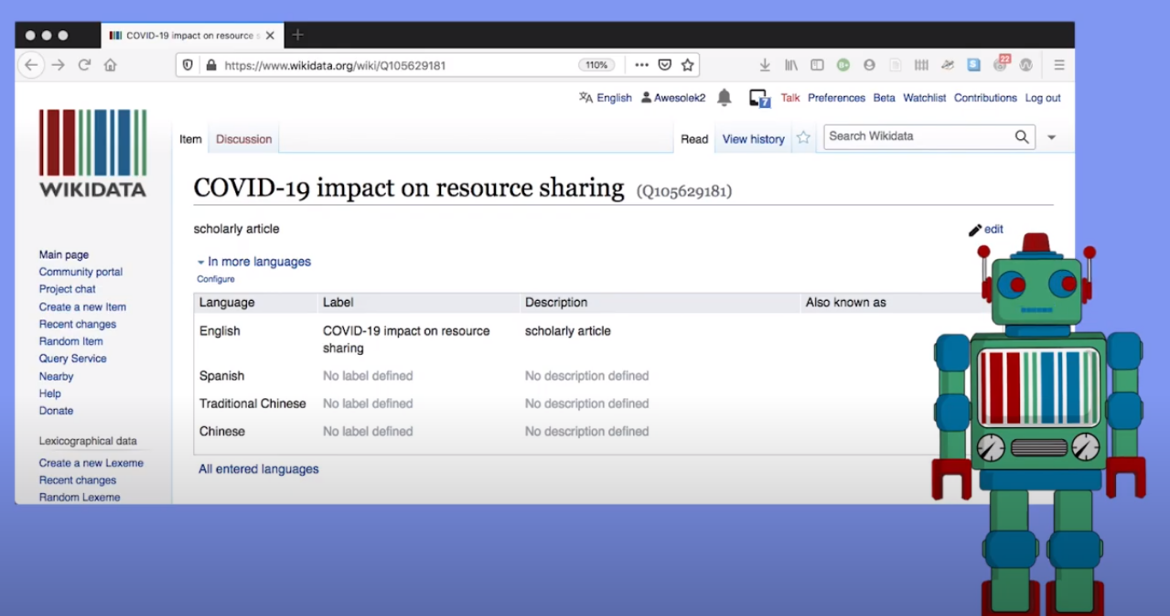 COVID-19 impact on resource s
https://www.wikidata.org/wiki/Q105629181
110%
22
English Awesolek2 7 Talk Preferences Beta Watchlist Contributions Log out
WIKIDATA
Item Discussion Read View history Search Wikidata
COVID-19 impact on resource sharing (Q105629181)
scholarly article
edit
In more languages
Configure
Language Label Description Also known as
English COVID-19 impact on resource sharing scholarly article
Spanish No label defined No description defined
Traditional Chinese No label defined No description defined
Chinese No label defined No description defined
All entered languages
Main page
Community portal
Project chat
Create a new Item
Recent changes
Random Item
Query Service
Nearby
Help
Donate
Lexicographical data
Create a new Lexeme
Recent changes
Random Lexeme